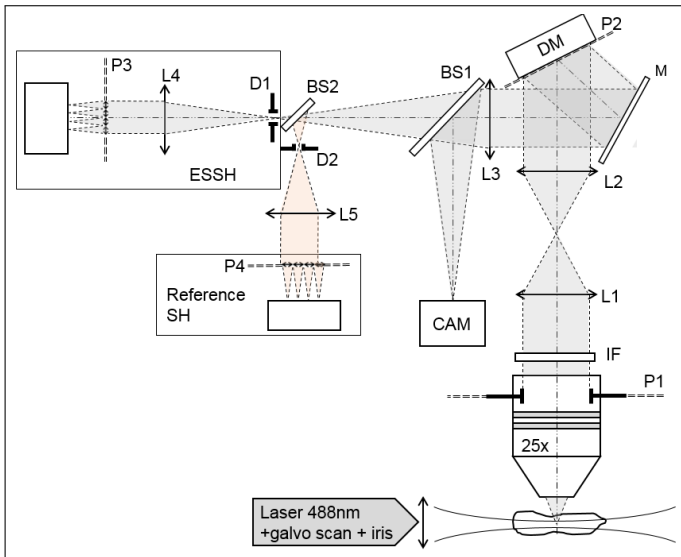 DM
P2
P3
L4
D1
BS2
BS1
M
ESSH
D2
L3
L2
L5
P4
Reference
SH
CAM
L1
IF
P1
25x
Laser 488nm
+galvo scan + iris